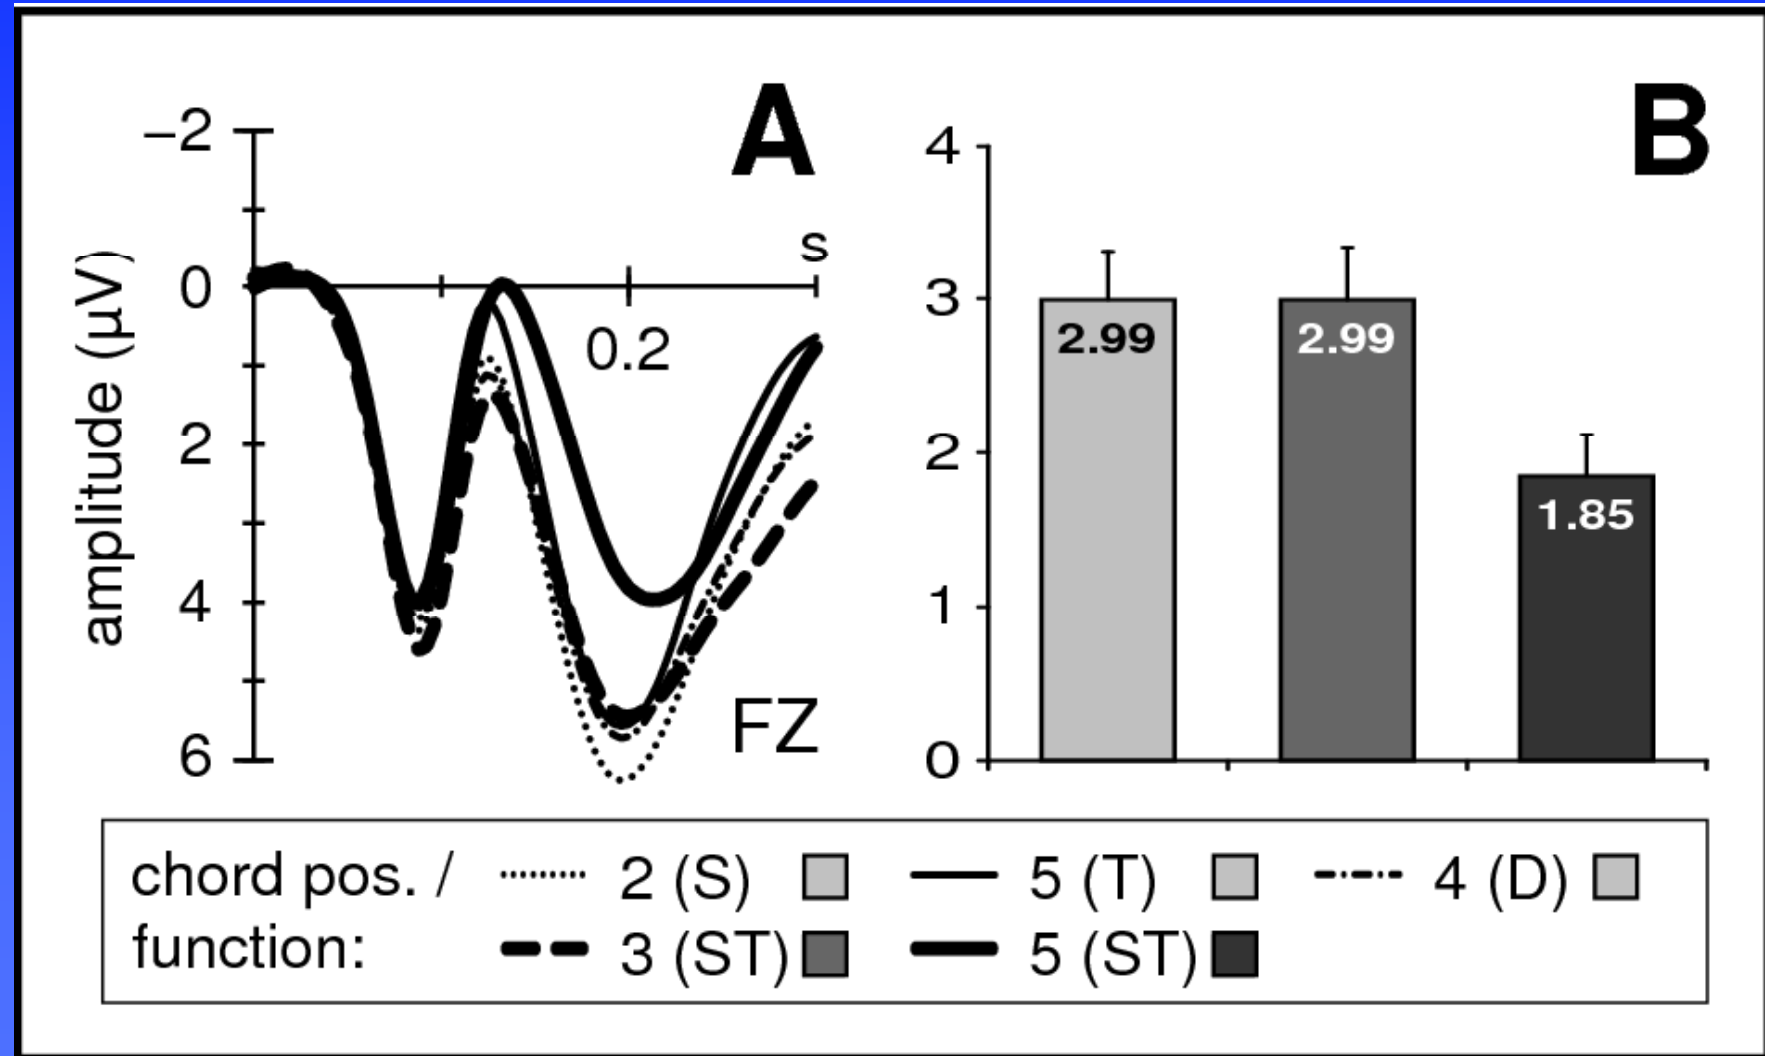 A
−2
0
2
4
6
amplitude (µV)
s
0.2
FZ
B
4
3
2
1
0
2.99
2.99
1.85
chord pos. / 2 (S) 5 (T) 4 (D)
function: 3 (ST) 5 (ST)